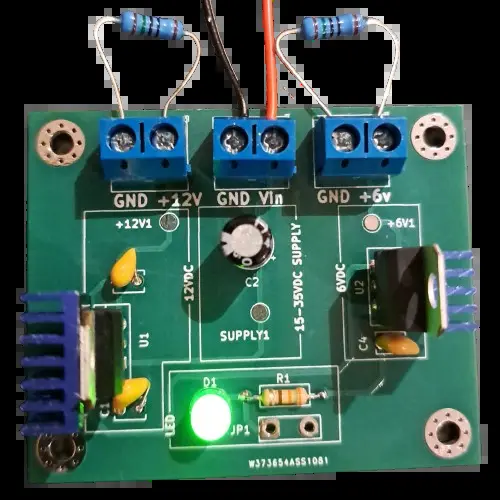 GND +12V
GND Vin
GND +6v
+12V1
+6V1
12VDC
15-35VDC SUPPLY
6VDC
C2
+
U2
SUPPLY1
U1
C4
D1
R1
LED
JP1
W373654ASS1081